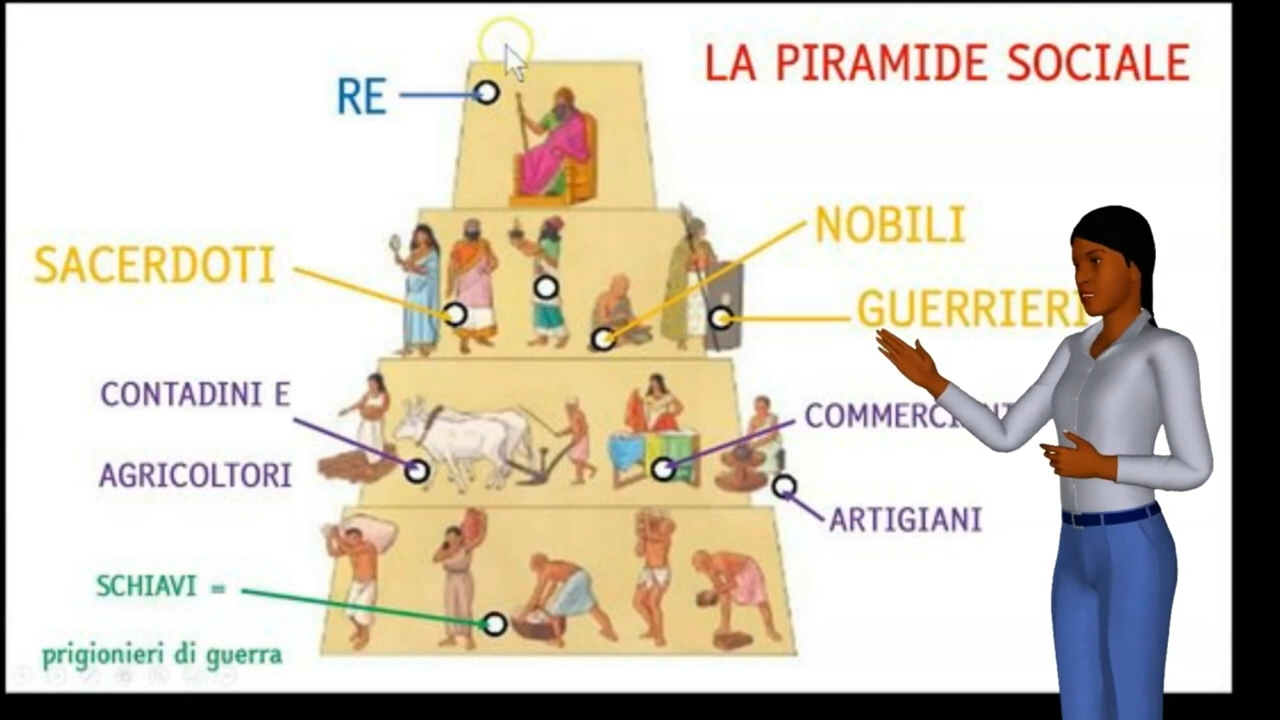 LA PIRAMIDE SOCIALE
RE
NOBILI
SACERDOTI
GUERRIERI
CONTADINI E
AGRICOLTORI
ARTIGIANI
SCHIAVI =
prigionieri di guerra